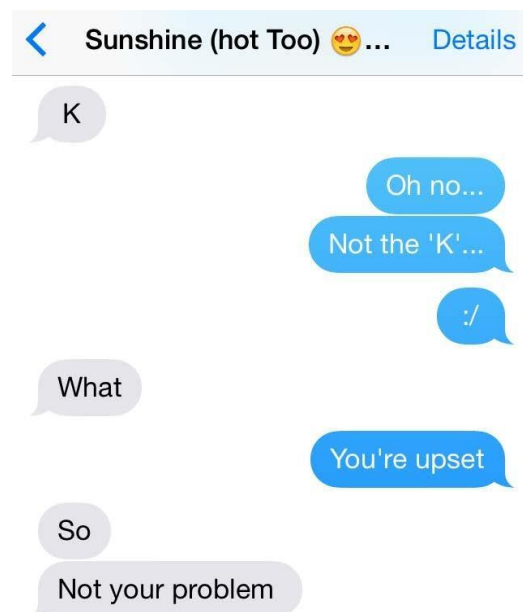 Sunshine (hot Too) 😍... Details
K
Oh no...
Not the 'K'...
:/
What
You're upset
So
Not your problem